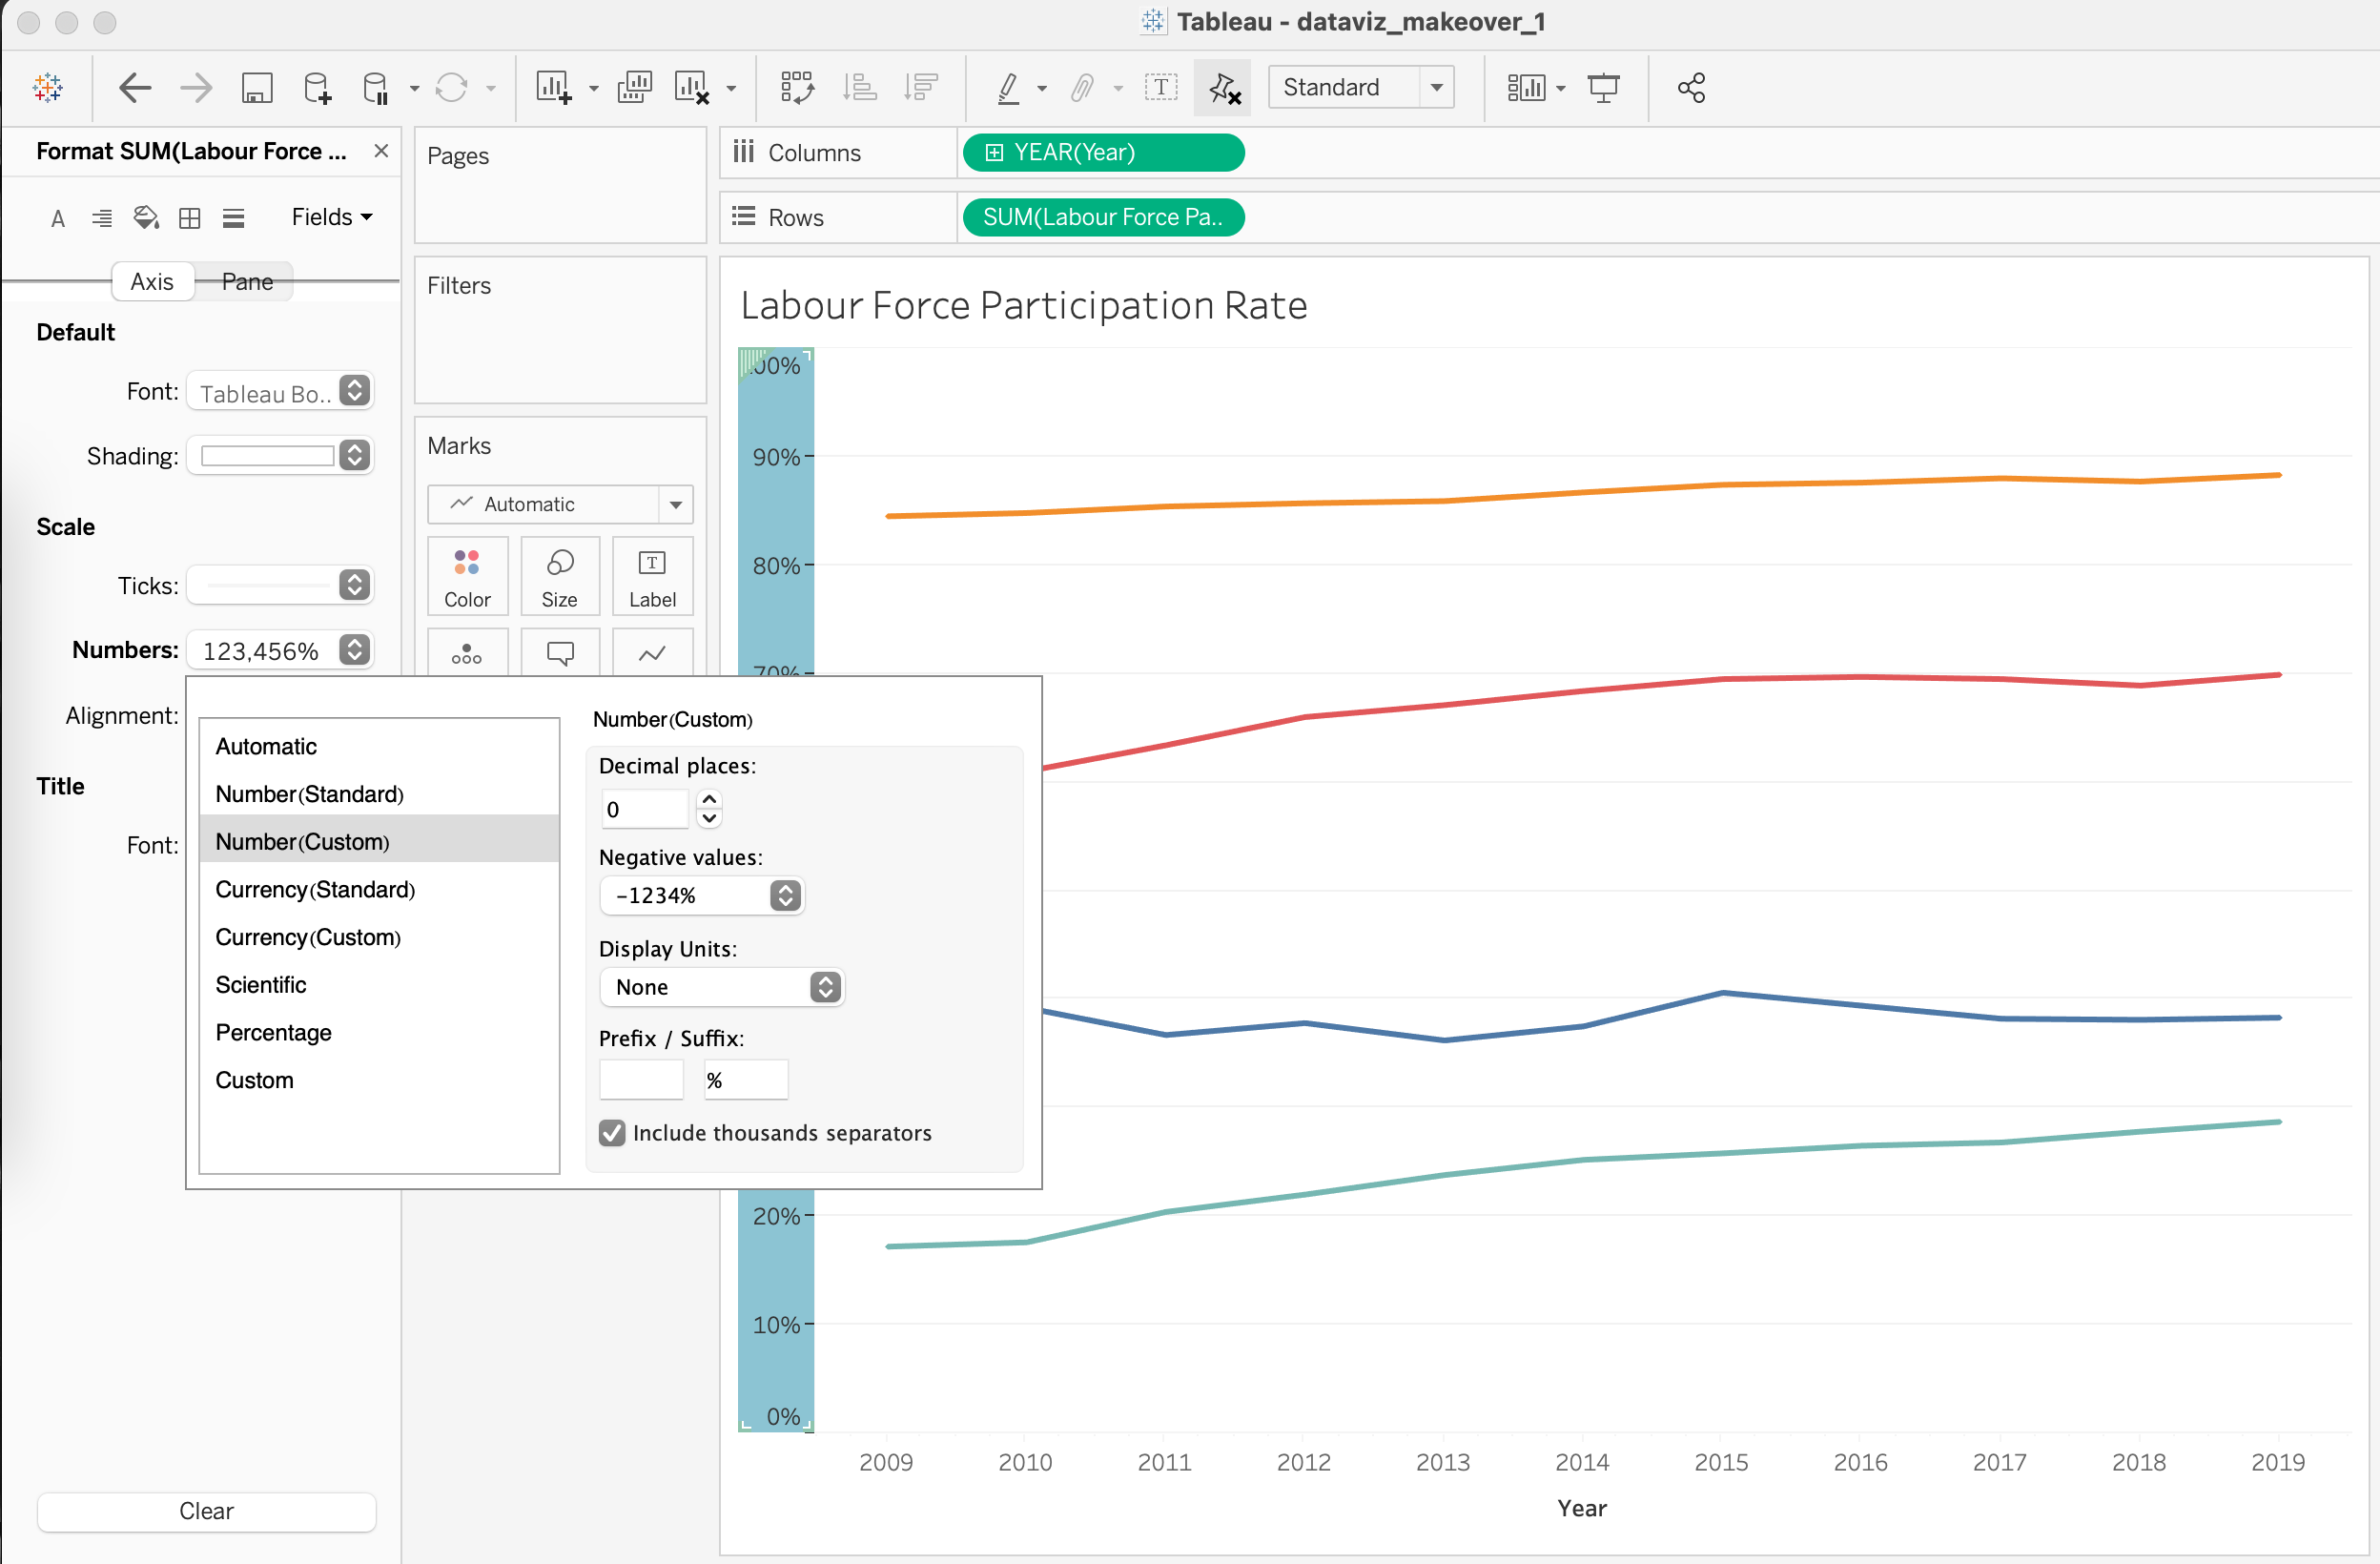 Tableau - dataviz_makeover_1
Standard
Format SUM(Labour Force ...
Fields
Axis
Pane
Default
Font:
Tableau Bo..
Shading:
Scale
Ticks:
Numbers:
123,456%
Alignment:
Title
Font:
Clear
Pages
Filters
Marks
Automatic
Color
Size
Label
Automatic
Number(Standard)
Number(Custom)
Currency(Standard)
Currency(Custom)
Scientific
Percentage
Custom
Number(Custom)
Decimal places:
0
Negative values:
-1234%
Display Units:
None
Prefix / Suffix:
%
Include thousands separators
Columns
YEAR(Year)
Rows
SUM(Labour Force Pa..
Labour Force Participation Rate
90%
80%
70%
20%
10%
0%
2009 2010 2011 2012 2013 2014 2015 2016 2017 2018 2019
Year